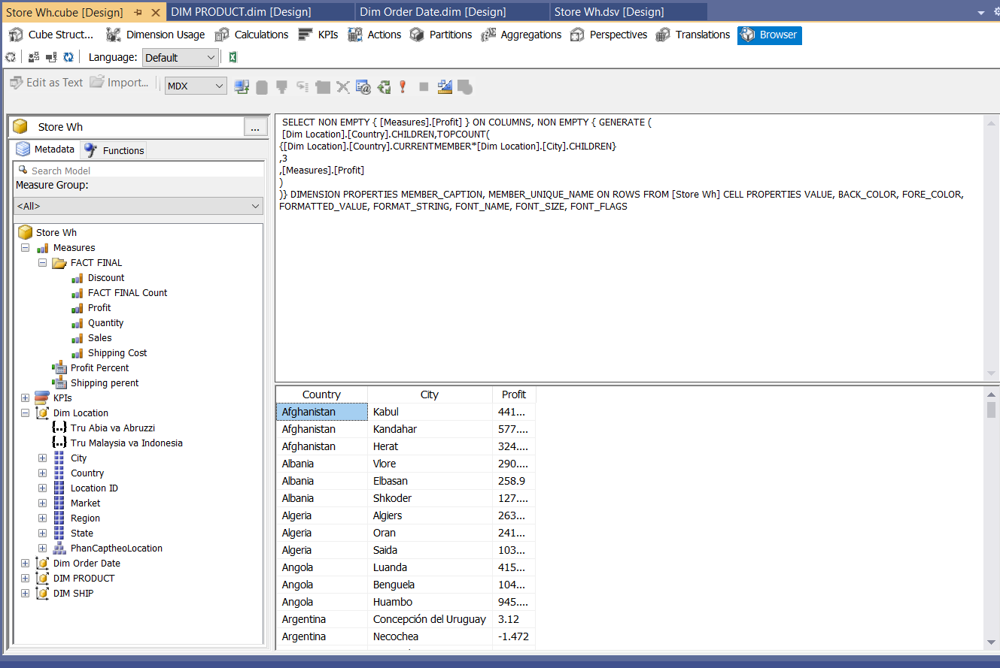 Store Wh.cube [Design] DIM PRODUCT.dim [Design] Dim Order Date.dim [Design] Store Wh.dsv [Design]
Cube Struct... Dimension Usage Calculations KPIs Actions Partitions Aggregations Perspectives Translations Browser
Language: Default
Edit as Text Import... MDX
Store Wh ...
Metadata Functions
Search Model
Measure Group:
<All>
Store Wh
Measures
FACT FINAL
Discount
FACT FINAL Count
Profit
Quantity
Sales
Shipping Cost
Profit Percent
Shipping perent
KPIs
Dim Location
Tru Abia va Abruzzi
Tru Malaysia va Indonesia
City
Country
Location ID
Market
Region
State
PhanCaptheoLocation
Dim Order Date
DIM PRODUCT
DIM SHIP
SELECT NON EMPTY { [Measures].[Profit] } ON COLUMNS, NON EMPTY { GENERATE (
[Dim Location].[Country].CHILDREN,TOPCOUNT(
{[Dim Location].[Country].CURRENTMEMBER*[Dim Location].[City].CHILDREN}
,3
,[Measures].[Profit]
)
)} DIMENSION PROPERTIES MEMBER_CAPTION, MEMBER_UNIQUE_NAME ON ROWS FROM [Store Wh] CELL PROPERTIES VALUE, BACK_COLOR, FORE_COLOR,
FORMATTED_VALUE, FORMAT_STRING, FONT_NAME, FONT_SIZE, FONT_FLAGS
Country City Profit
Afghanistan Kabul 441...
Afghanistan Kandahar 577....
Afghanistan Herat 324....
Albania Vlore 290....
Albania Elbasan 258.9
Albania Shkoder 127....
Algeria Algiers 263...
Algeria Oran 241...
Algeria Saida 103...
Angola Luanda 415...
Angola Benguela 104...
Angola Huambo 945....
Argentina Concepción del Uruguay 3.12
Argentina Necochea -1.472